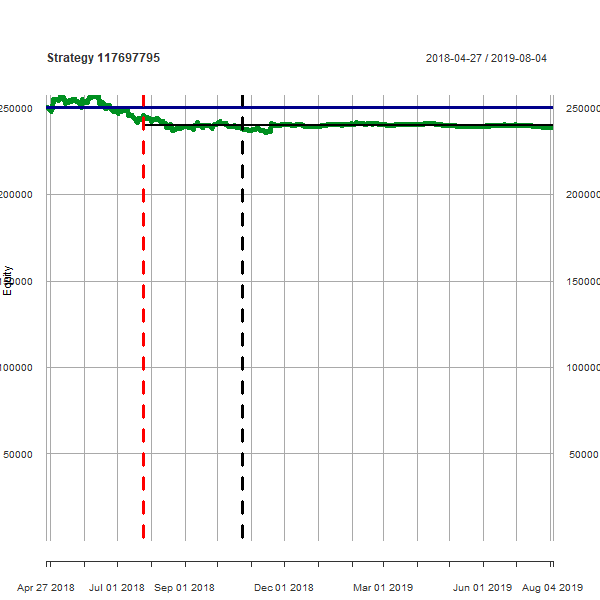 Strategy 117697795
2018-04-27 / 2019-08-04
250000 250000
200000 200000
150000 150000
100000 100000
50000 50000
Equity
Apr 27 2018 Jul 01 2018 Sep 01 2018 Dec 01 2018 Mar 01 2019 Jun 01 2019 Aug 04 2019